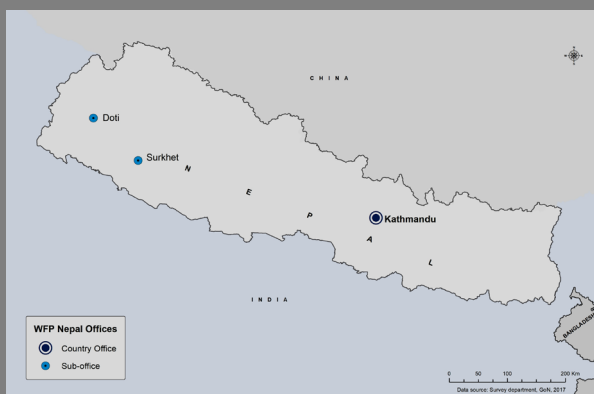 CHINA
Doti
Surkhet
NEPAL
Kathmandu
INDIA
BANGLADESH
WFP Nepal Offices
Country Office
Sub-office
0 50 100 200 Km
Data source: Survey department, GoN, 2017